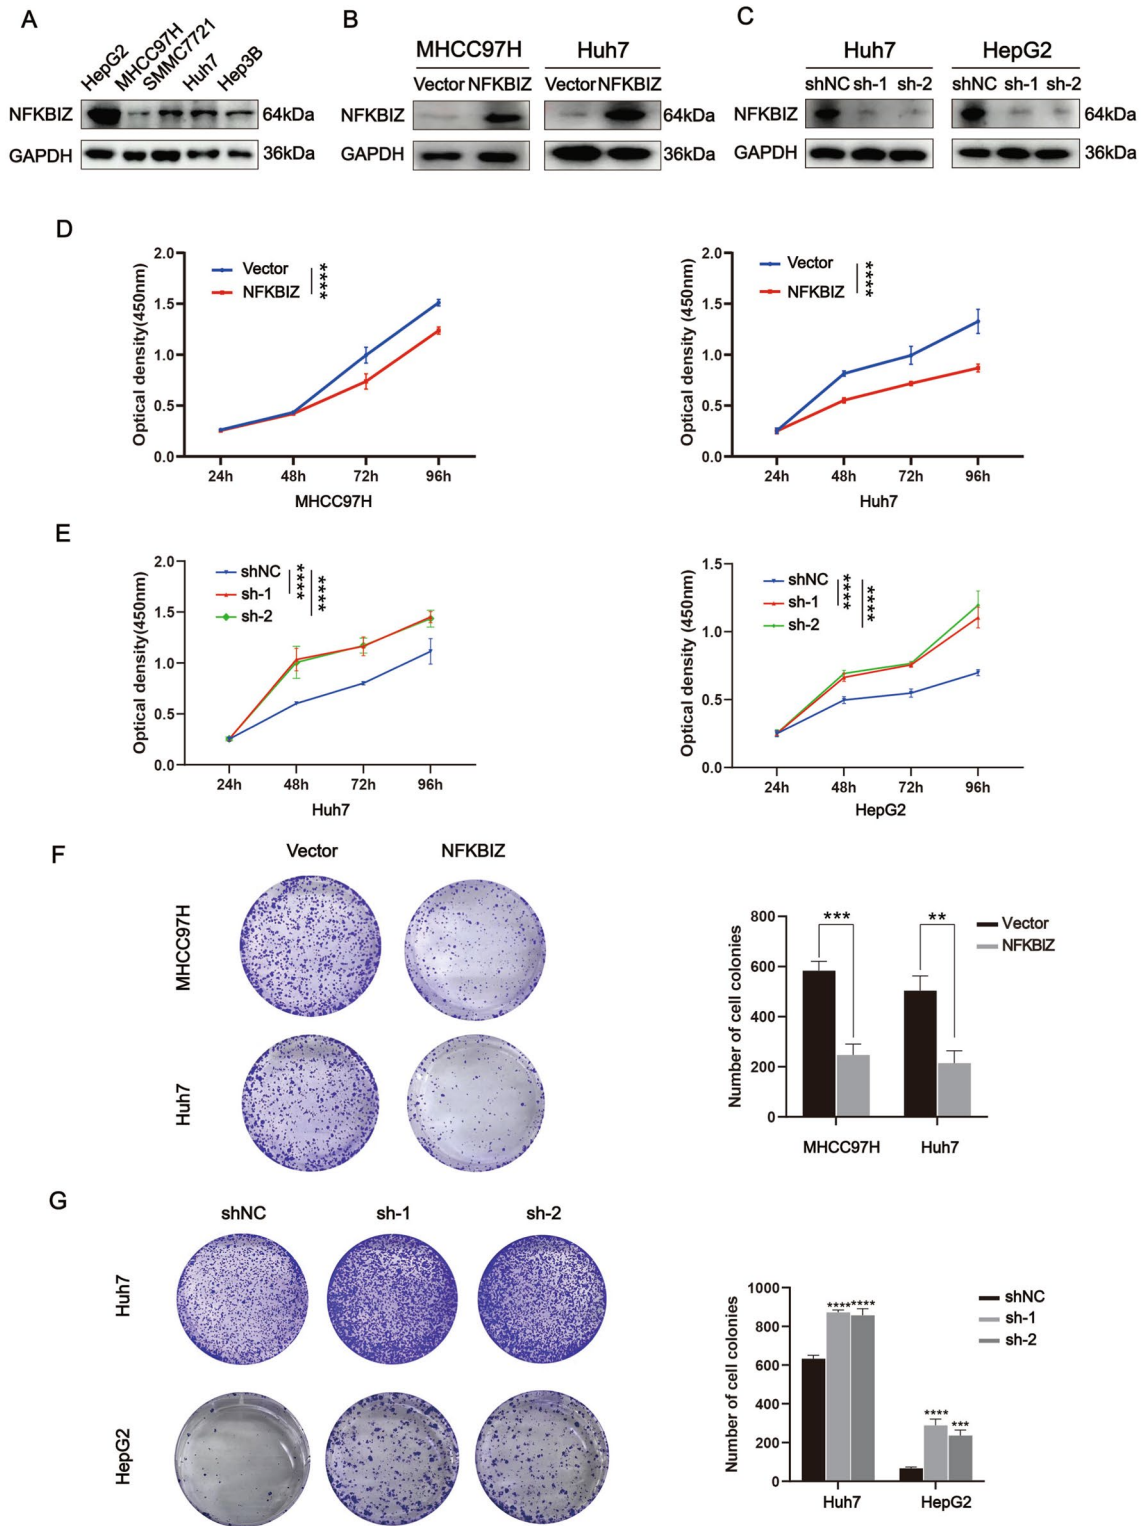 A
HepG2
MHCC97H
SMMC7721
Huh7
Hep3B
NFKBIZ
64kDa
GAPDH
36kDa
B
MHCC97H Huh7
Vector NFKBIZ Vector NFKBIZ
NFKBIZ
64kDa
GAPDH
36kDa
C
Huh7 HepG2
shNC sh-1 sh-2 shNC sh-1 sh-2
NFKBIZ
64kDa
GAPDH
36kDa
D
Optical density(450nm)
2.0
1.5
1.0
0.5
0.0
Vector
NFKBIZ
****
24h 48h 72h 96h
MHCC97H
Optical density (450nm)
2.0
1.5
1.0
0.5
0.0
Vector
NFKBIZ
****
24h 48h 72h 96h
Huh7
E
Optical density(450nm)
2.0
1.5
1.0
0.5
0.0
shNC
sh-1
sh-2
****
****
24h 48h 72h 96h
Huh7
Optical density (450nm)
1.5
1.0
0.5
0.0
shNC
sh-1
sh-2
****
****
24h 48h 72h 96h
HepG2
F
Vector NFKBIZ
MHCC97H
Huh7
Number of cell colonies
800
600
400
200
0
*** **
Vector
NFKBIZ
MHCC97H Huh7
G
shNC sh-1 sh-2
Huh7
HepG2
Number of cell colonies
1000
800
600
400
200
0
**** ****
**** ***
shNC
sh-1
sh-2
Huh7 HepG2